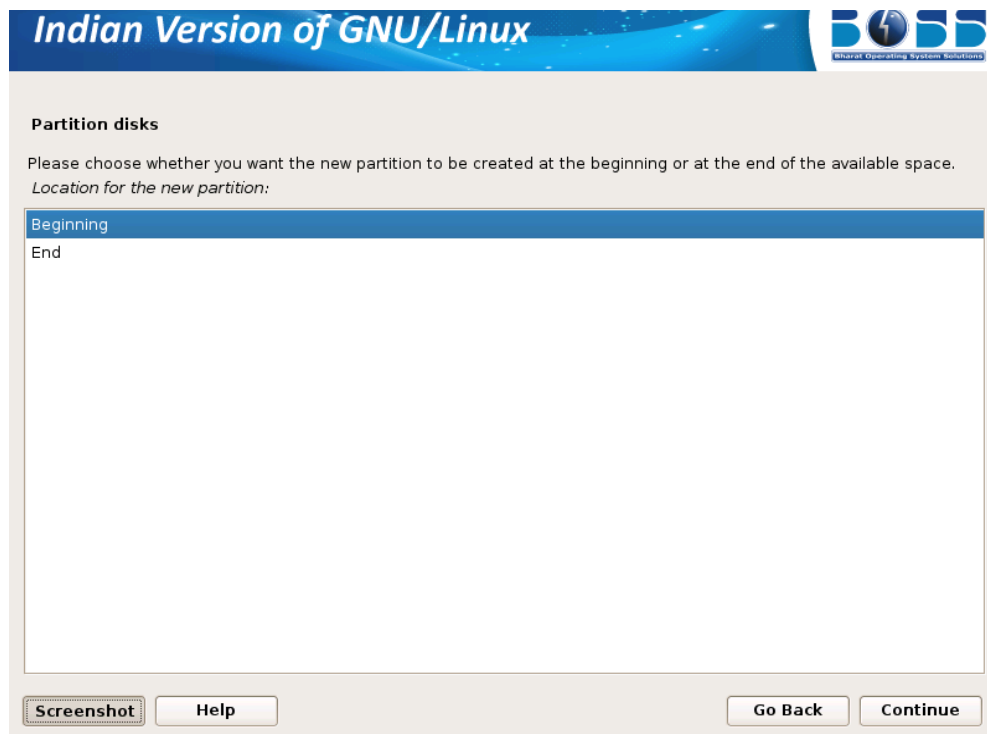 Indian Version of GNU/Linux
BOSS
Bharat Operating System Solutions
Partition disks
Please choose whether you want the new partition to be created at the beginning or at the end of the available space.
Location for the new partition:
Beginning
End
Screenshot
Help
Go Back
Continue